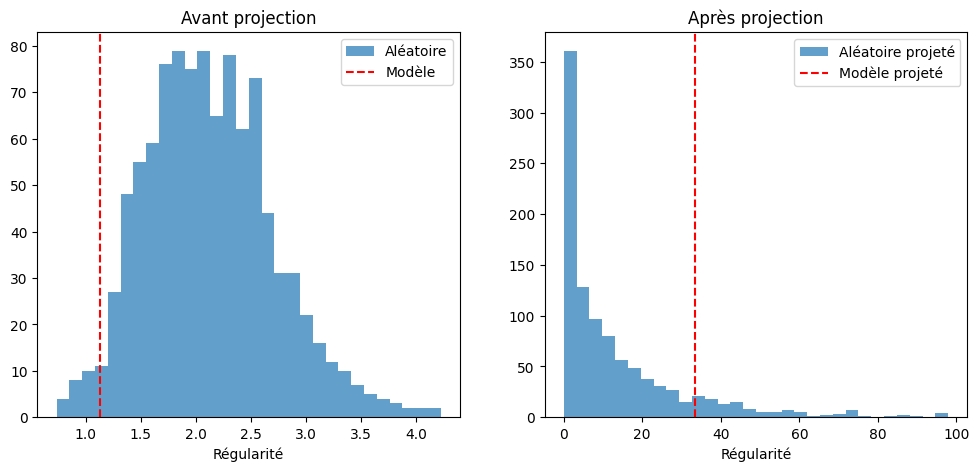 Avant projection
80
70
60
50
40
30
20
10
0
Aléatoire
Modèle
1.0 1.5 2.0 2.5 3.0 3.5 4.0
Régularité
Après projection
350
300
250
200
150
100
50
0
Aléatoire projeté
Modèle projeté
0 20 40 60 80 100
Régularité